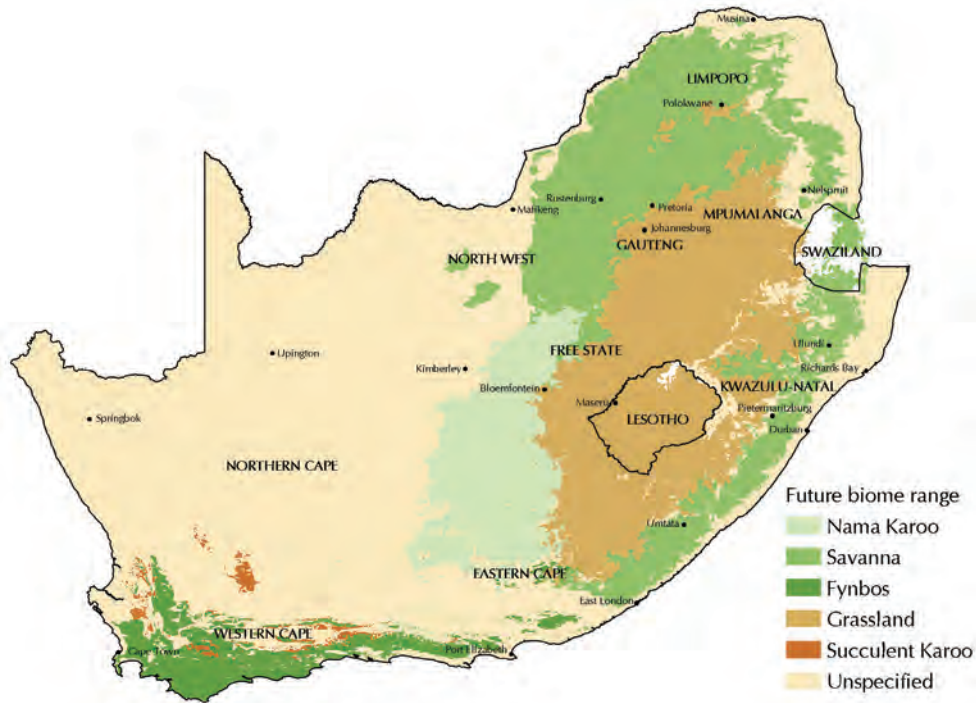 Musina
LIMPOPO
Polokwane
Nelspruit
Rustenburg
Pretoria
Mafikeng
MPUMALANGA
Johannesburg
GAUTENG
NORTH WEST
SWAZILAND
Ulundi
Upington
FREE STATE
Kimberley
Richards Bay
Bloemfontein
KWAZULU-NATAL
Maseru
Springbok
LESOTHO
Pietermaritzburg
Durban
NORTHERN CAPE
Umtata
EASTERN CAPE
East London
WESTERN CAPE
Cape Town
Port Elizabeth
Future biome range
Nama Karoo
Savanna
Fynbos
Grassland
Succulent Karoo
Unspecified